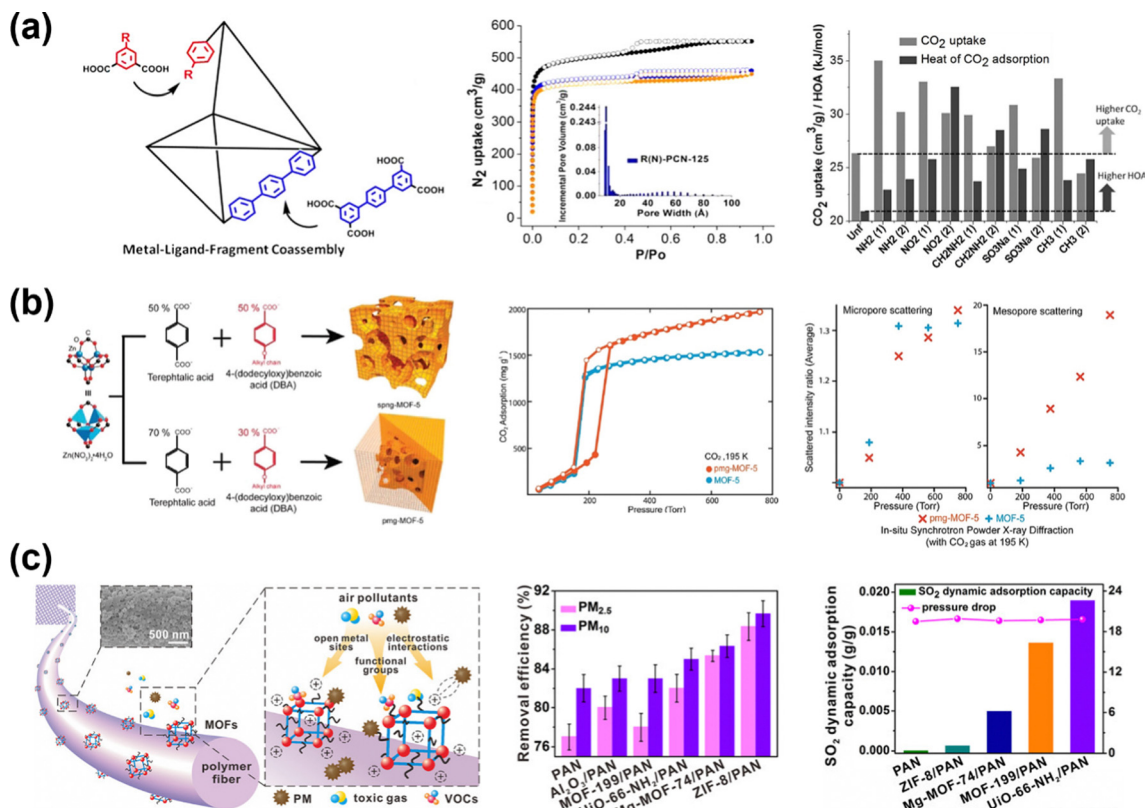 (a)
R
HOOC
COOH
R
HOOC
COOH
HOOC
COOH
Metal-Ligand-Fragment Coassembly
N2 uptake (cm³/g)
600
500
400
300
200
100
0
Incremental Pore Volume (cm³/g)
0.244
0.16
0.12
0.08
0.04
0.00
R(N)-PCN-125
20 40 60 80 100
Pore Width (Å)
0.0 0.2 0.4 0.6 0.8 1.0
P/Po
CO2 uptake (cm³/g) / HOA (kJ/mol)
40
35
30
25
20
CO2 uptake
Heat of CO2 adsorption
Higher CO2
uptake
Higher HOA
Unf
NH2 (1)
NH2 (2)
NO2 (1)
NO2 (2)
CH2NH2 (1)
CH2NH2 (2)
SO3Na (1)
SO3Na (2)
CH3 (1)
CH3 (2)
(b)
O
C
Zn
III
Zn(NO3)2•4H2O
50 %
COO⁻
COO⁻
Terephtalic acid
+
50 %
COO⁻
O
Alkyl chain
4-(dodecyloxy)benzoic
acid (DBA)
spng-MOF-5
70 %
COO⁻
COO⁻
Terephtalic acid
+
30 %
COO⁻
O
Alkyl chain
4-(dodecyloxy)benzoic
acid (DBA)
pmg-MOF-5
CO2 Adsorption (mg g⁻¹)
2000
1500
1000
500
0
CO2 ,195 K
pmg-MOF-5
MOF-5
0 200 400 600 800
Pressure (Torr)
Scattered intensity ratio (Average)
Micropore scattering
1.3
1.2
1.1
1.0
0 200 400 600 800
Pressure (Torr)
Mesopore scattering
20
15
10
5
0 200 400 600 800
Pressure (Torr)
pmg-MOF-5 MOF-5
In-situ Synchrotron Powder X-ray Diffraction
(with CO2 gas at 195 K)
(c)
500 nm
MOFs
polymer
fiber
air pollutants
open metal
sites
electrostatic
interactions
functional
groups
PM
toxic gas
VOCs
Removal efficiency (%)
92
88
84
80
76
PM2.5
PM10
PAN
Al2O3/PAN
MOF-199/PAN
UiO-66-NH2/PAN
Mg-MOF-74/PAN
ZIF-8/PAN
SO2 dynamic adsorption
capacity (g/g)
0.020
0.015
0.010
0.005
0.000
SO2 dynamic adsorption capacity
pressure drop
24
18
12
6
0
PAN
ZIF-8/PAN
Mg-MOF-74/PAN
MOF-199/PAN
UiO-66-NH2/PAN